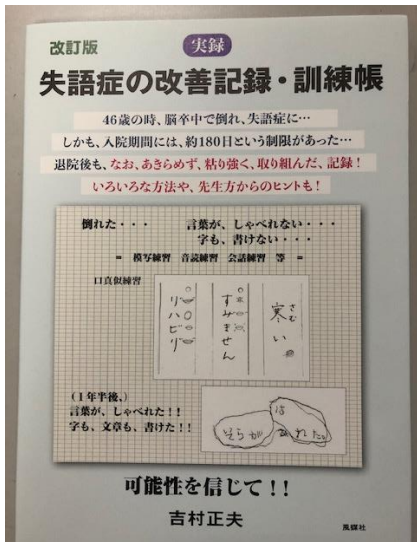 改訂版
実録
失語症の改善記録・訓練帳
46歳の時、脳卒中で倒れ、失語症に…
しかも、入院期間には、約180日という制限があった…
退院後も、なお、あきらめず、粘り強く、取り組んだ、記録！
いろいろな方法や、先生方からのヒントも！
倒れた・・・ 言葉が、しゃべれない・・・
字も、書けない・・・
= 模写練習 音読練習 会話練習 等 =
口真似練習
さむ
寒い
すみません
リハビリ
(1年半後、)
言葉が、しゃべれた！！
字も、文章も、書けた！！
そらが
は
れた
可能性を信じて！！
吉村正夫
風媒社